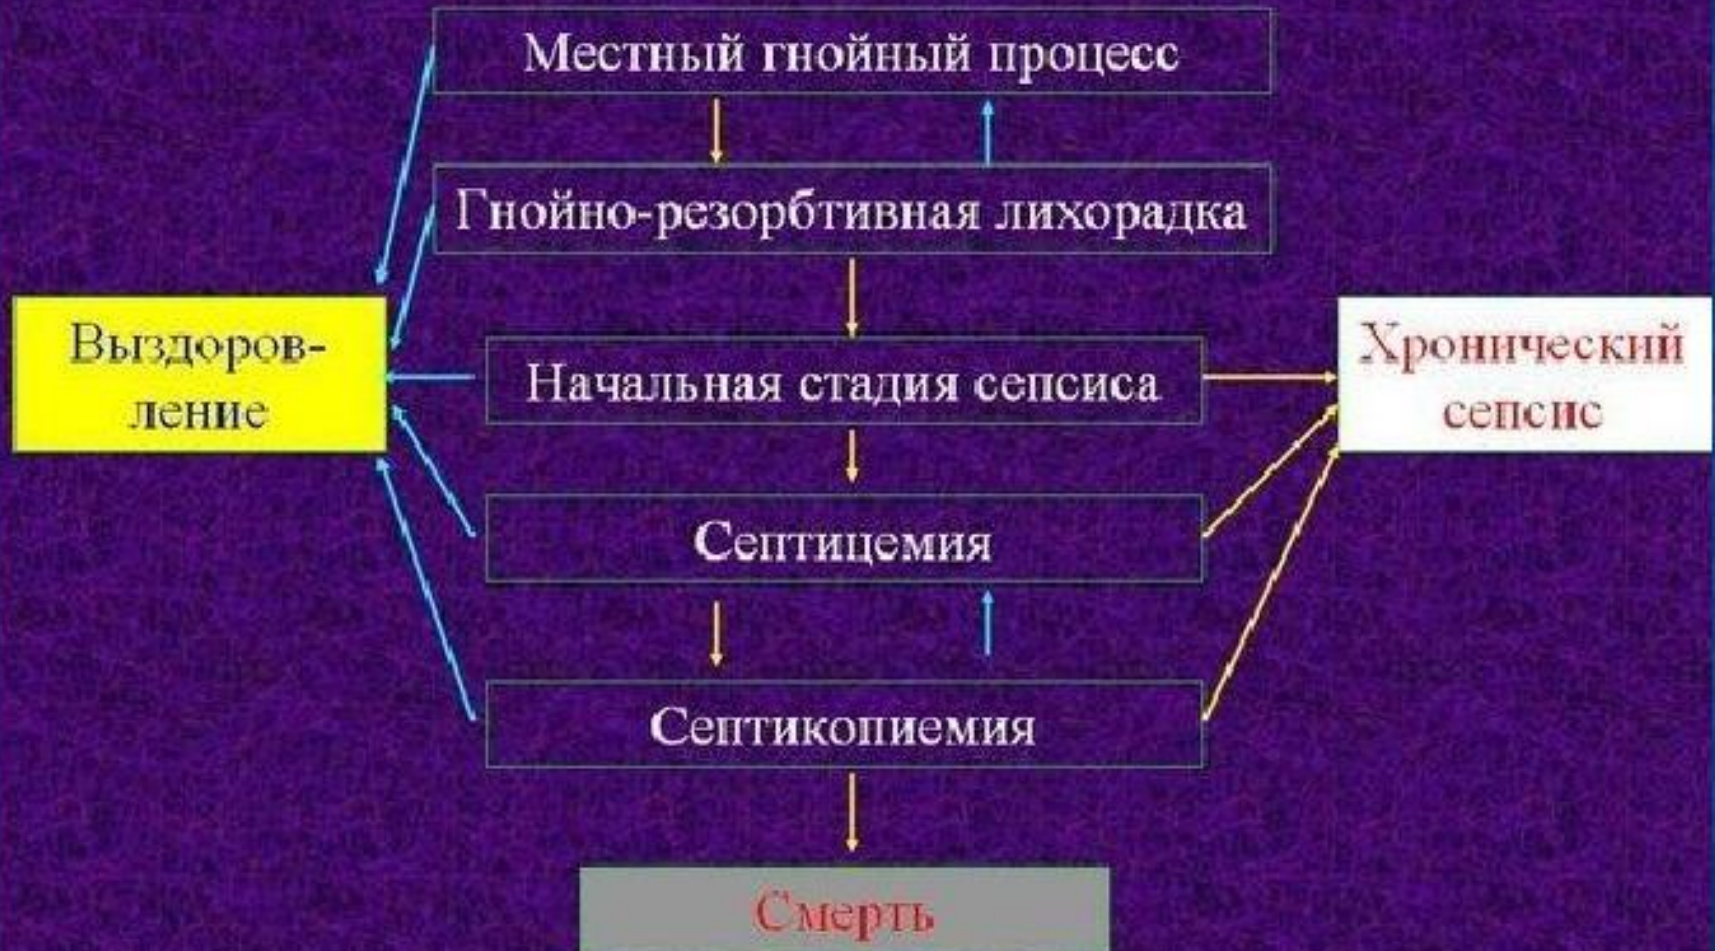 Местный гнойный процесс
Гнойно-резорбтивная лихорадка
Выздоров-
ление
Начальная стадия сепсиса
Хронический
сепсис
Септицемия
Септикопиемия
Смерть